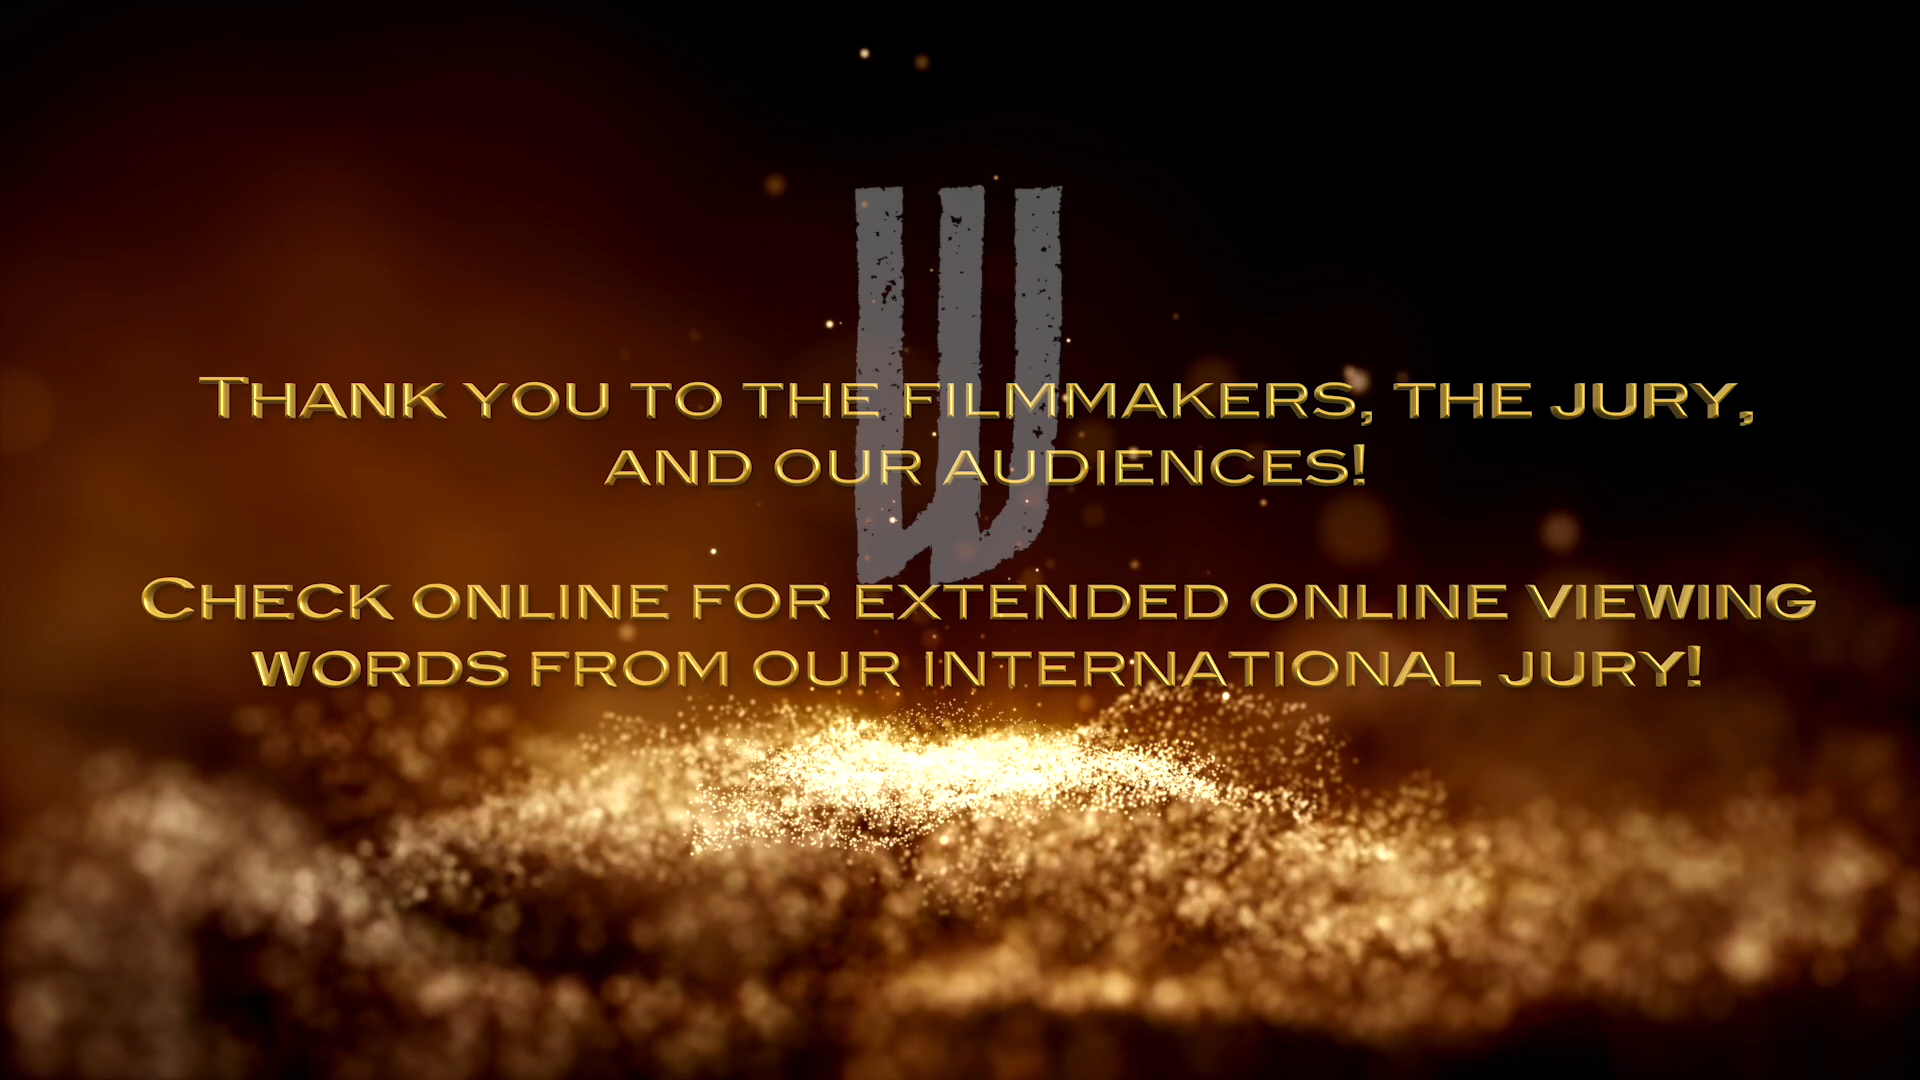 Thank you to the filmmakers, the jury,
and our audiences!
Check online for extended online viewing
words from our international jury!